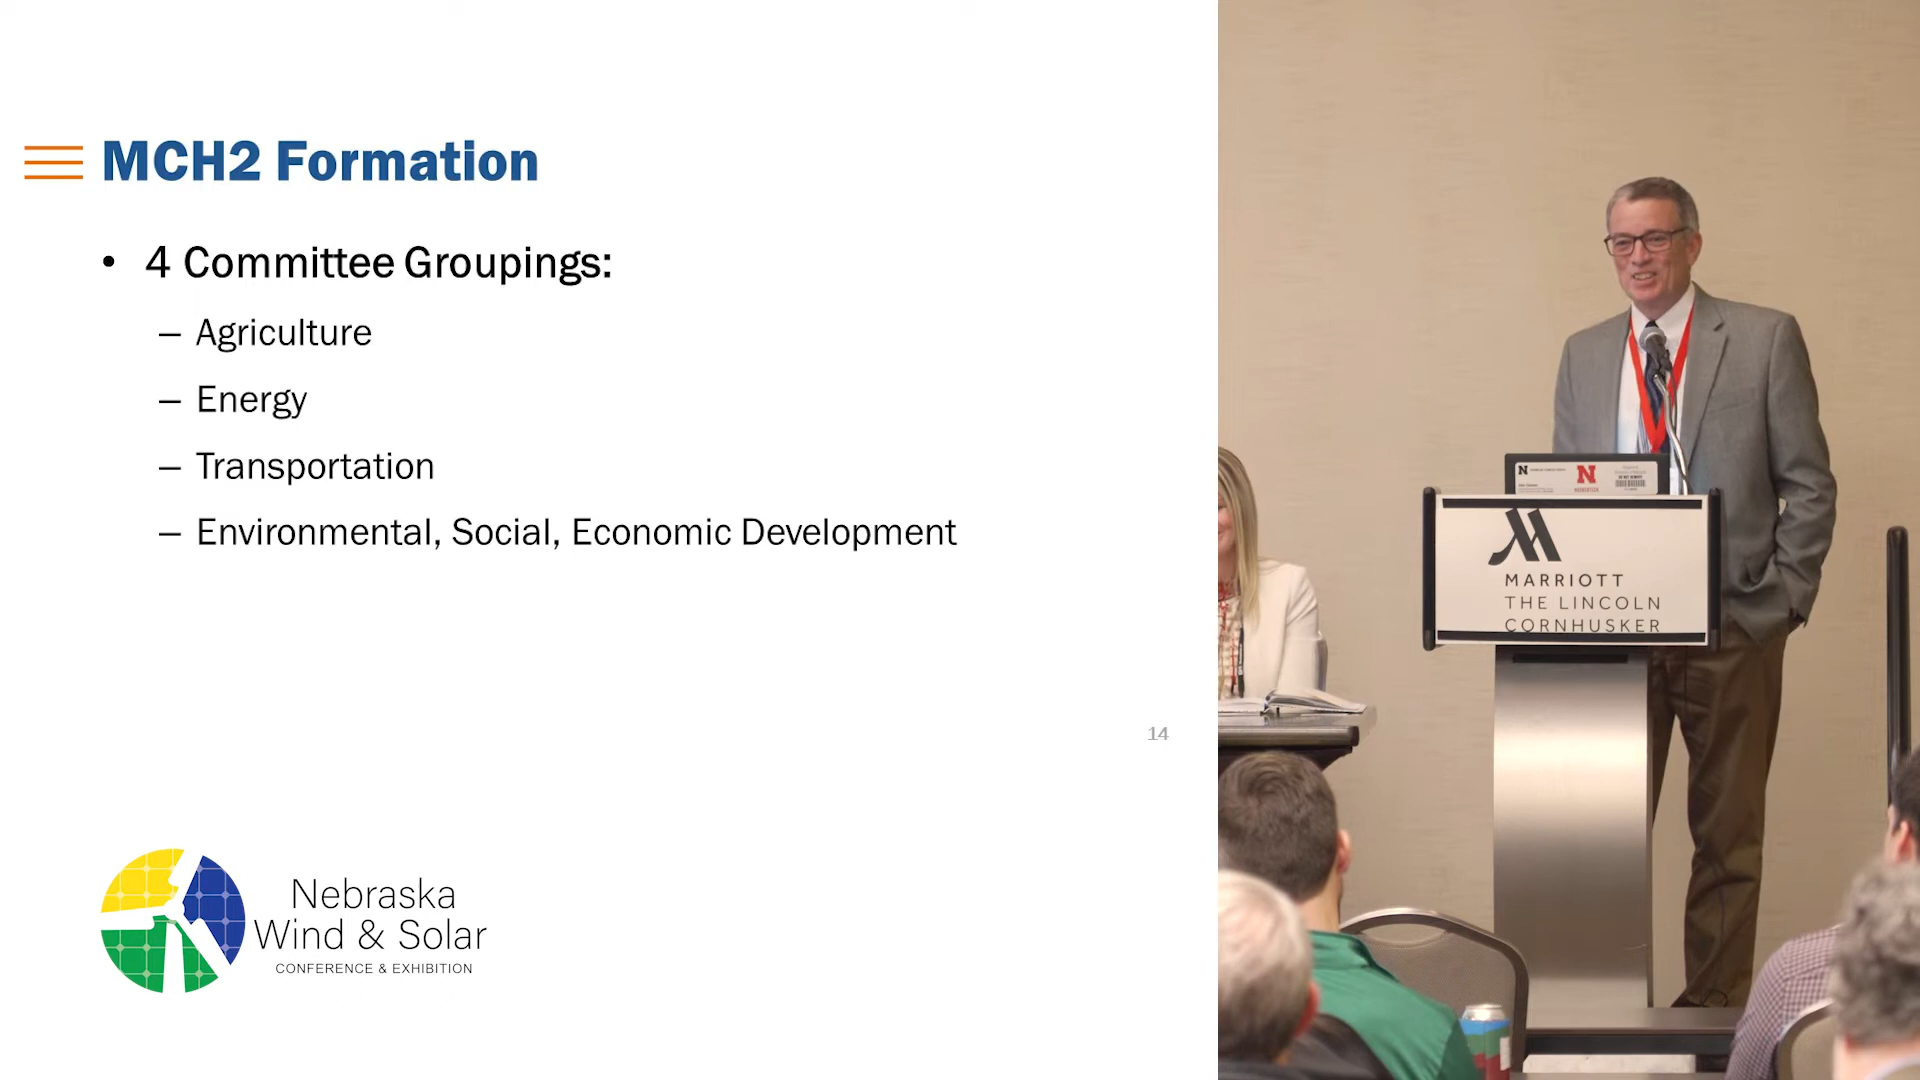 MCH2 Formation
• 4 Committee Groupings:
– Agriculture
– Energy
– Transportation
– Environmental, Social, Economic Development
14
Nebraska
Wind & Solar
CONFERENCE & EXHIBITION
N
N
MARRIOTT
THE LINCOLN
CORNHUSKER